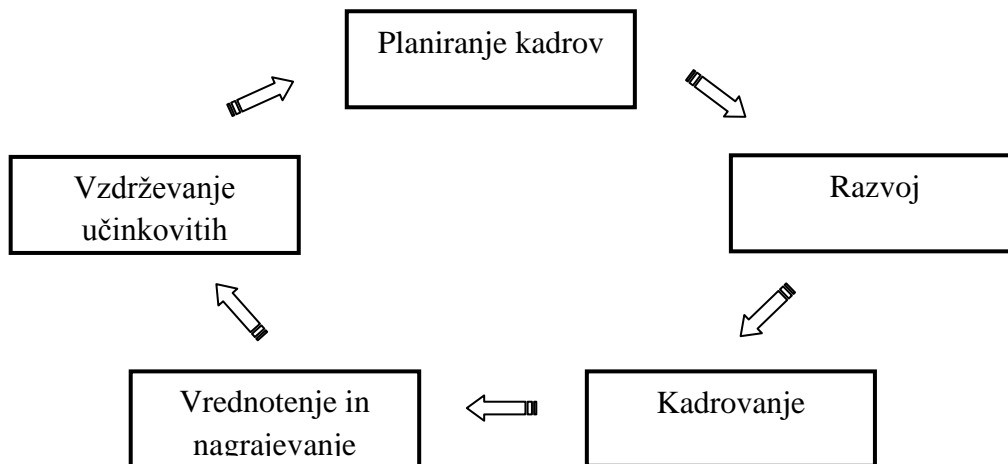 Planiranje kadrov
Razvoj
Kadrovanje
Vrednotenje in
nagrajevanje
Vzdrževanje
učinkovitih